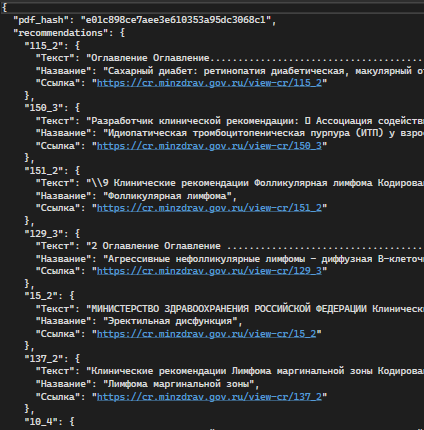 {
"pdf_hash": "e01c898ce7aee3e610353a95dc3068c1",
"recommendations": {
"115_2": {
"Текст": "Оглавление Оглавление.....................................
"Название": "Сахарный диабет: ретинопатия диабетическая, макулярный
"Ссылка": "https://cr.minzdrav.gov.ru/view-cr/115_2"
},
"150_3": {
"Текст": "Разработчик клинической рекомендации: Ассоциация содейств
"Название": "Идиопатическая тромбоцитопеническая пурпура (ИТП) у взро
"Ссылка": "https://cr.minzdrav.gov.ru/view-cr/150_3"
},
"151_2": {
"Текст": "\\9 Клинические рекомендации Фолликулярная лимфома Кодирова
"Название": "Фолликулярная лимфома",
"Ссылка": "https://cr.minzdrav.gov.ru/view-cr/151_2"
},
"129_3": {
"Текст": "2 Оглавление Оглавление ...................................
"Название": "Агрессивные нефолликулярные лимфомы – диффузная В-клеточ
"Ссылка": "https://cr.minzdrav.gov.ru/view-cr/129_3"
},
"15_2": {
"Текст": "МИНИСТЕРСТВО ЗДРАВООХРАНЕНИЯ РОССИЙСКОЙ ФЕДЕРАЦИИ Клиническ
"Название": "Эректильная дисфункция",
"Ссылка": "https://cr.minzdrav.gov.ru/view-cr/15_2"
},
"137_2": {
"Текст": "Клинические рекомендации Лимфома маргинальной зоны Кодирова
"Название": "Лимфома маргинальной зоны",
"Ссылка": "https://cr.minzdrav.gov.ru/view-cr/137_2"
},
"10_4": {